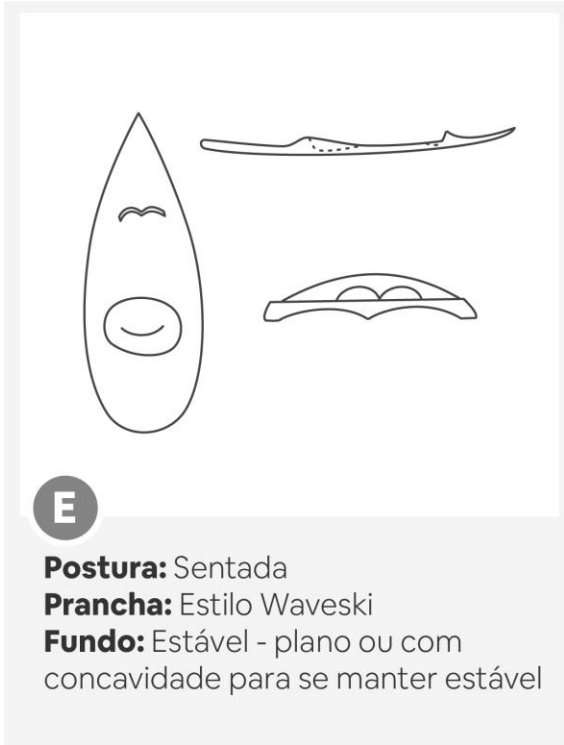 E
Postura: Sentada
Prancha: Estilo Waveski
Fundo: Estável - plano ou com
concavidade para se manter estável